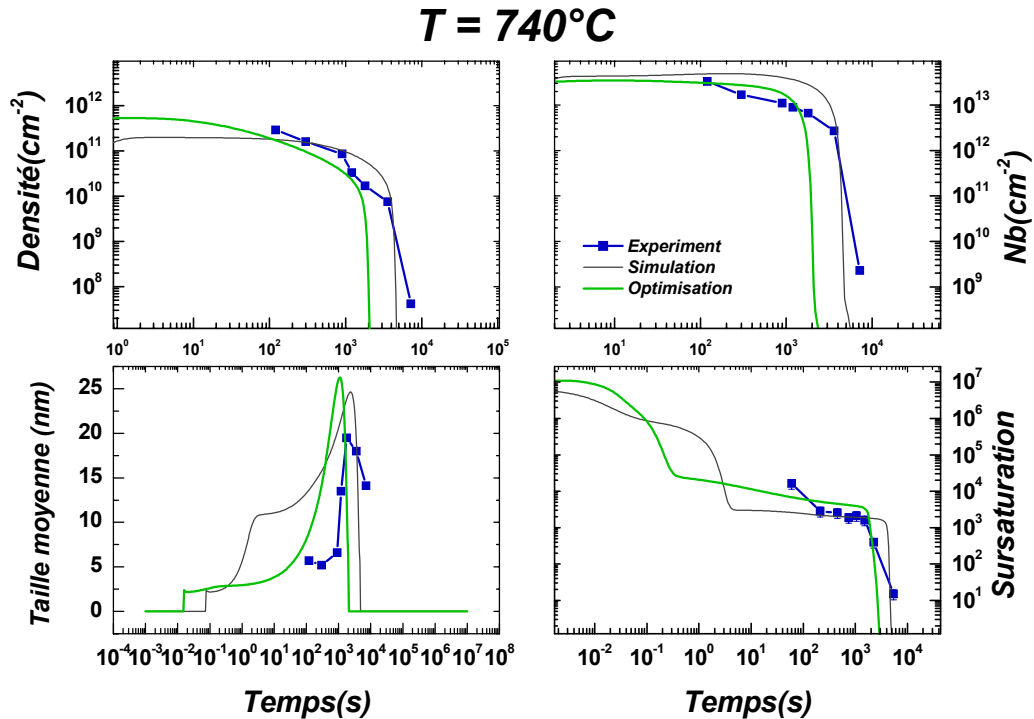 T = 740°C
Densité(cm⁻²)
10¹²
10¹¹
10¹⁰
10⁹
10⁸
10⁰ 10¹ 10² 10³ 10⁴ 10⁵
Nb(cm⁻²)
10¹³
10¹²
10¹¹
10¹⁰
10⁹
Experiment
Simulation
Optimisation
10¹ 10² 10³ 10⁴
Taille moyenne (nm)
25
20
15
10
5
0
10⁻⁴ 10⁻³ 10⁻² 10⁻¹ 10⁰ 10¹ 10² 10³ 10⁴ 10⁵ 10⁶ 10⁷ 10⁸
Temps(s)
Sursaturation
10⁷
10⁶
10⁵
10⁴
10³
10²
10¹
10⁻² 10⁻¹ 10⁰ 10¹ 10² 10³ 10⁴
Temps(s)